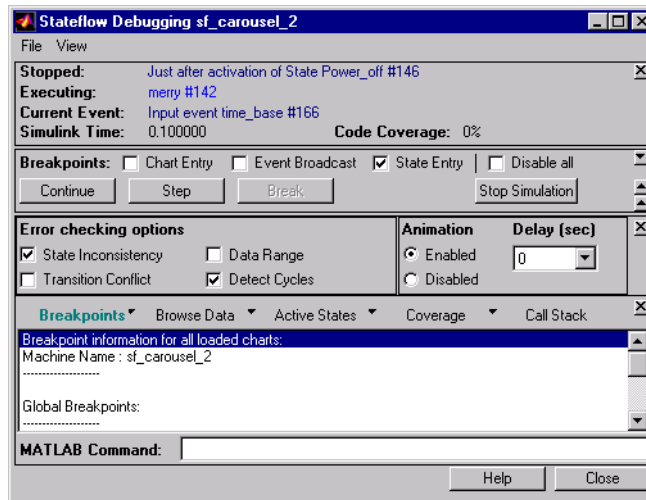 Stateflow Debugging sf_carousel_2
File View
Stopped: Just after activation of State Power_off #146
Executing: merry #142
Current Event: Input event time_base #166
Simulink Time: 0.100000 Code Coverage: 0%
Breakpoints: Chart Entry Event Broadcast State Entry Disable all
Continue Step Break Stop Simulation
Error checking options Animation Delay (sec)
State Inconsistency Data Range Enabled 0
Transition Conflict Detect Cycles Disabled
Breakpoints Browse Data Active States Coverage Call Stack
Breakpoint information for all loaded charts:
Machine Name : sf_carousel_2
--------------------
Global Breakpoints:
--------------------
MATLAB Command:
Help Close